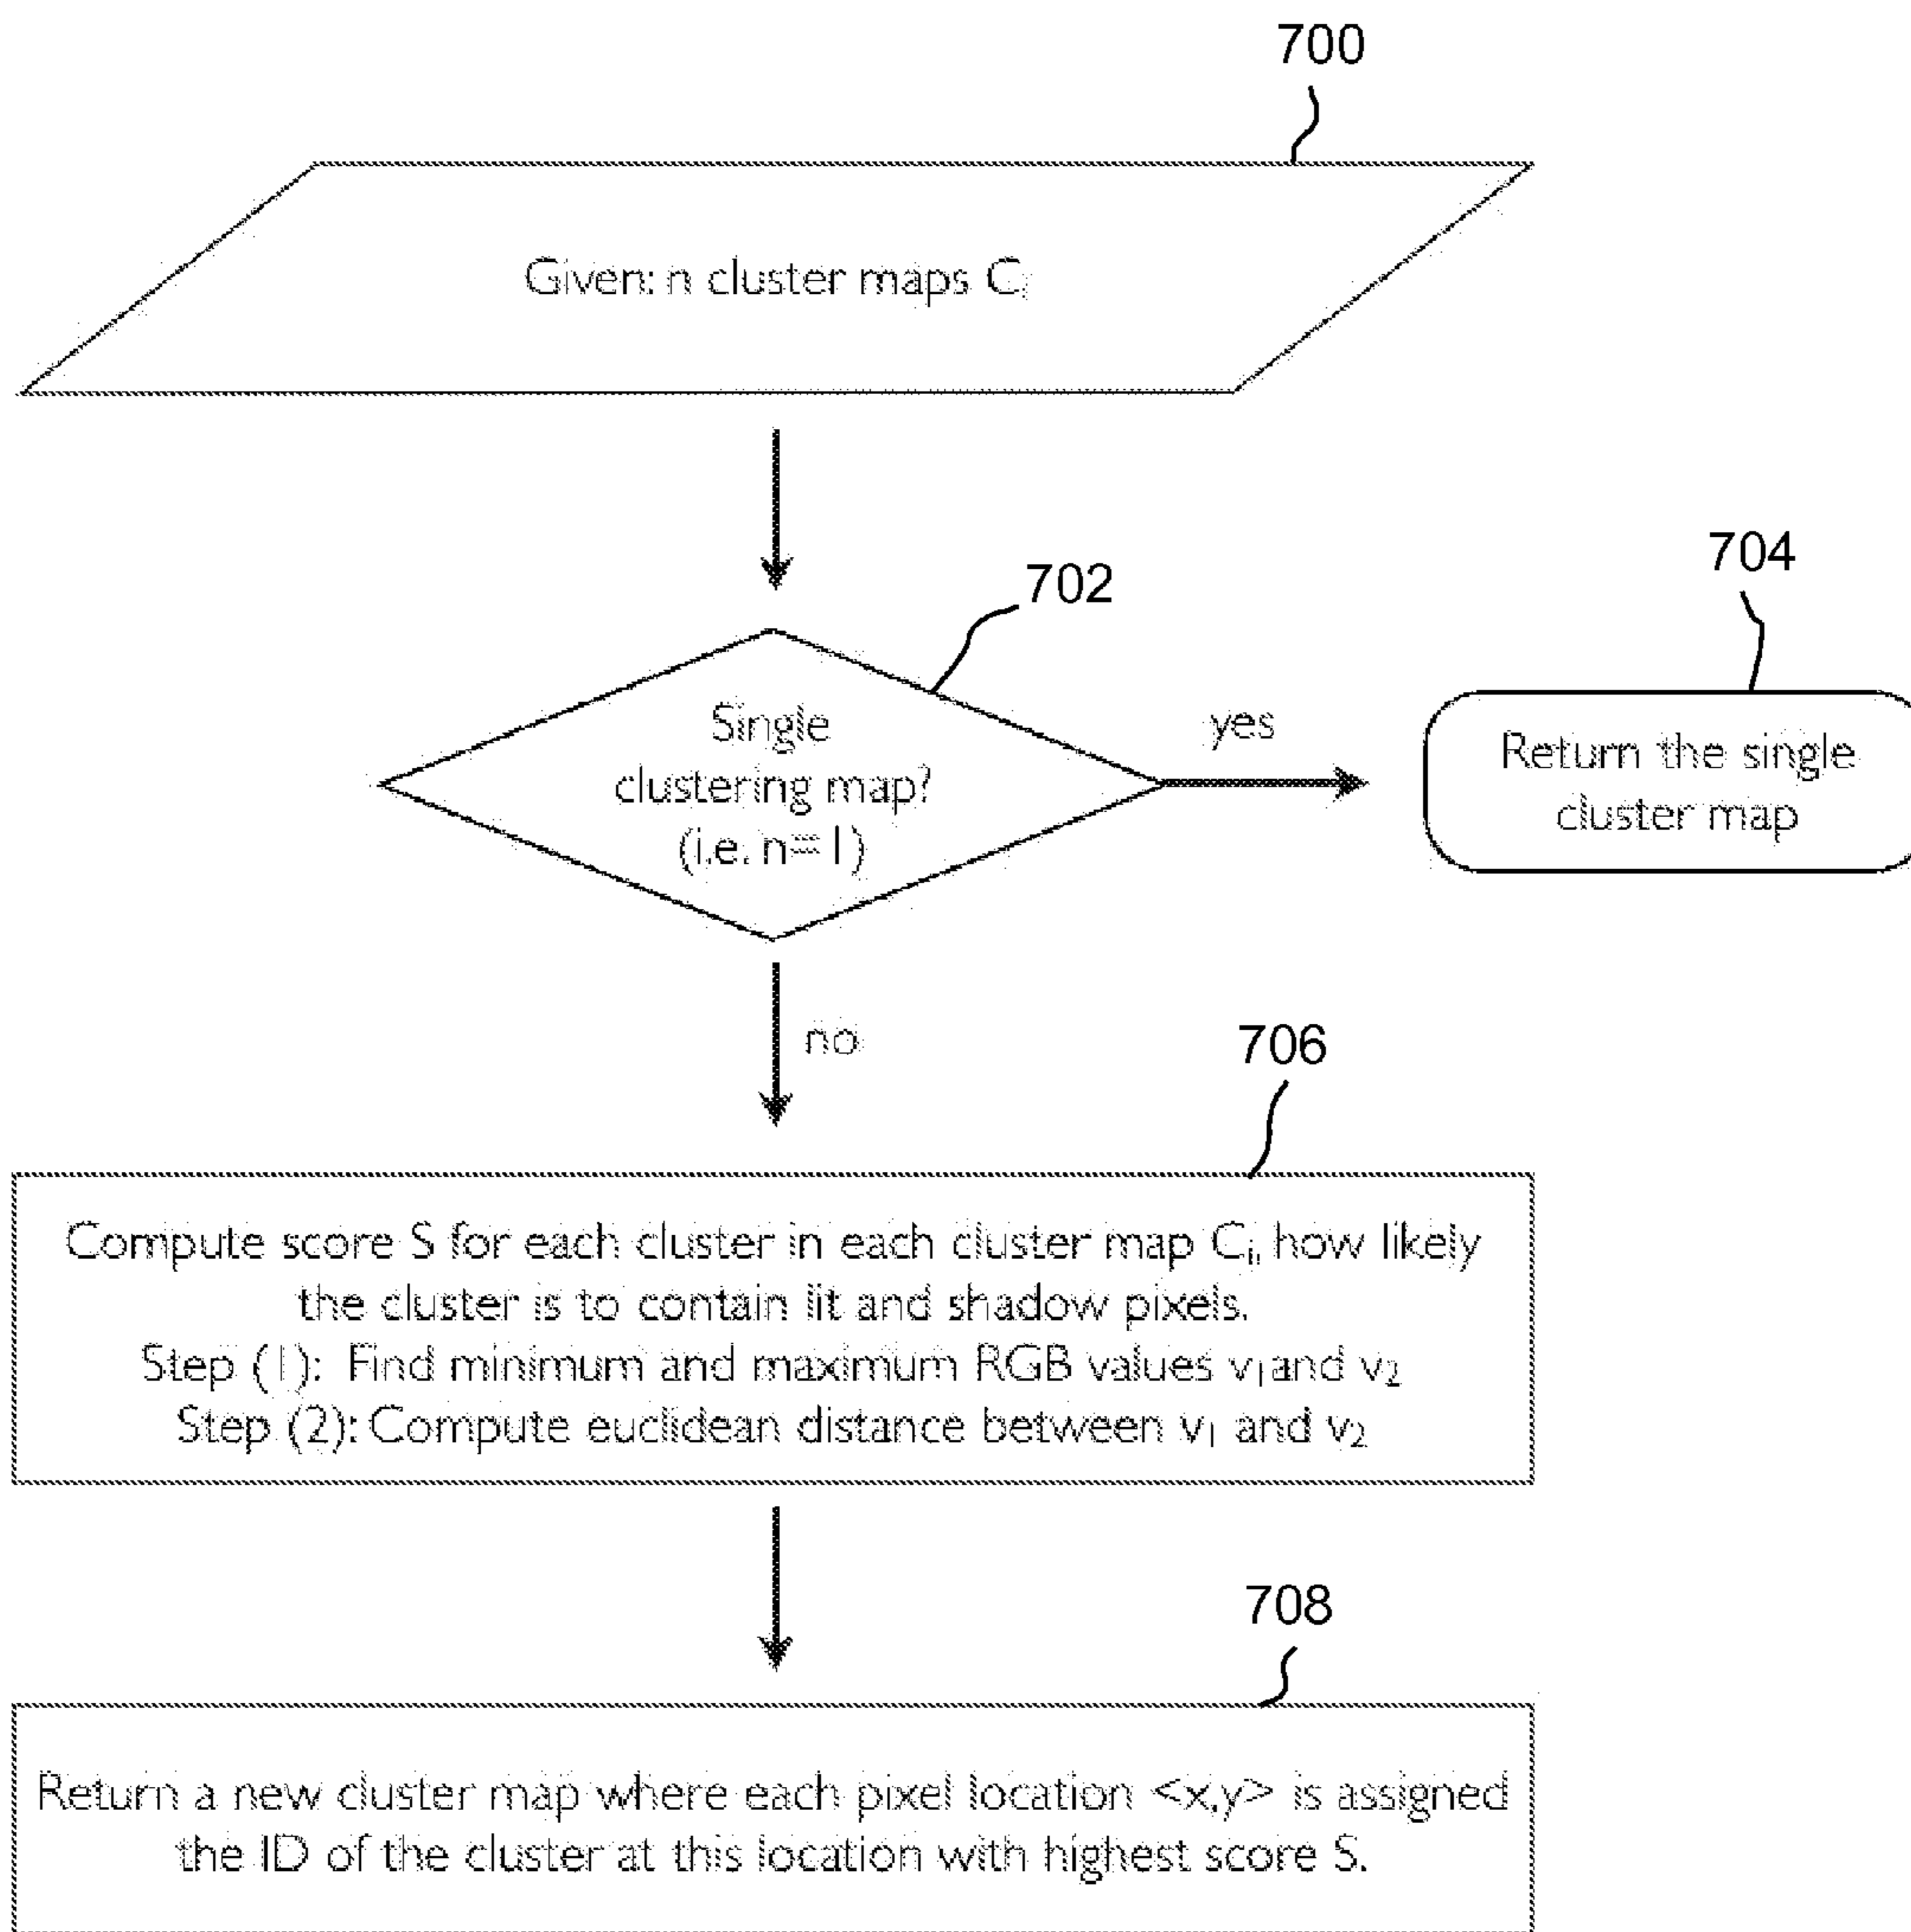 700
Given: n cluster maps Cᵢ
702
Single
clustering map?
(i.e. n=1)
yes
704
Return the single
cluster map
no
706
Compute score S for each cluster in each cluster map Cᵢ, how likely
the cluster is to contain lit and shadow pixels.
Step (1): Find minimum and maximum RGB values v₁and v₂
Step (2): Compute euclidean distance between v₁ and v₂
708
Return a new cluster map where each pixel location <x,y> is assigned
the ID of the cluster at this location with highest score S.